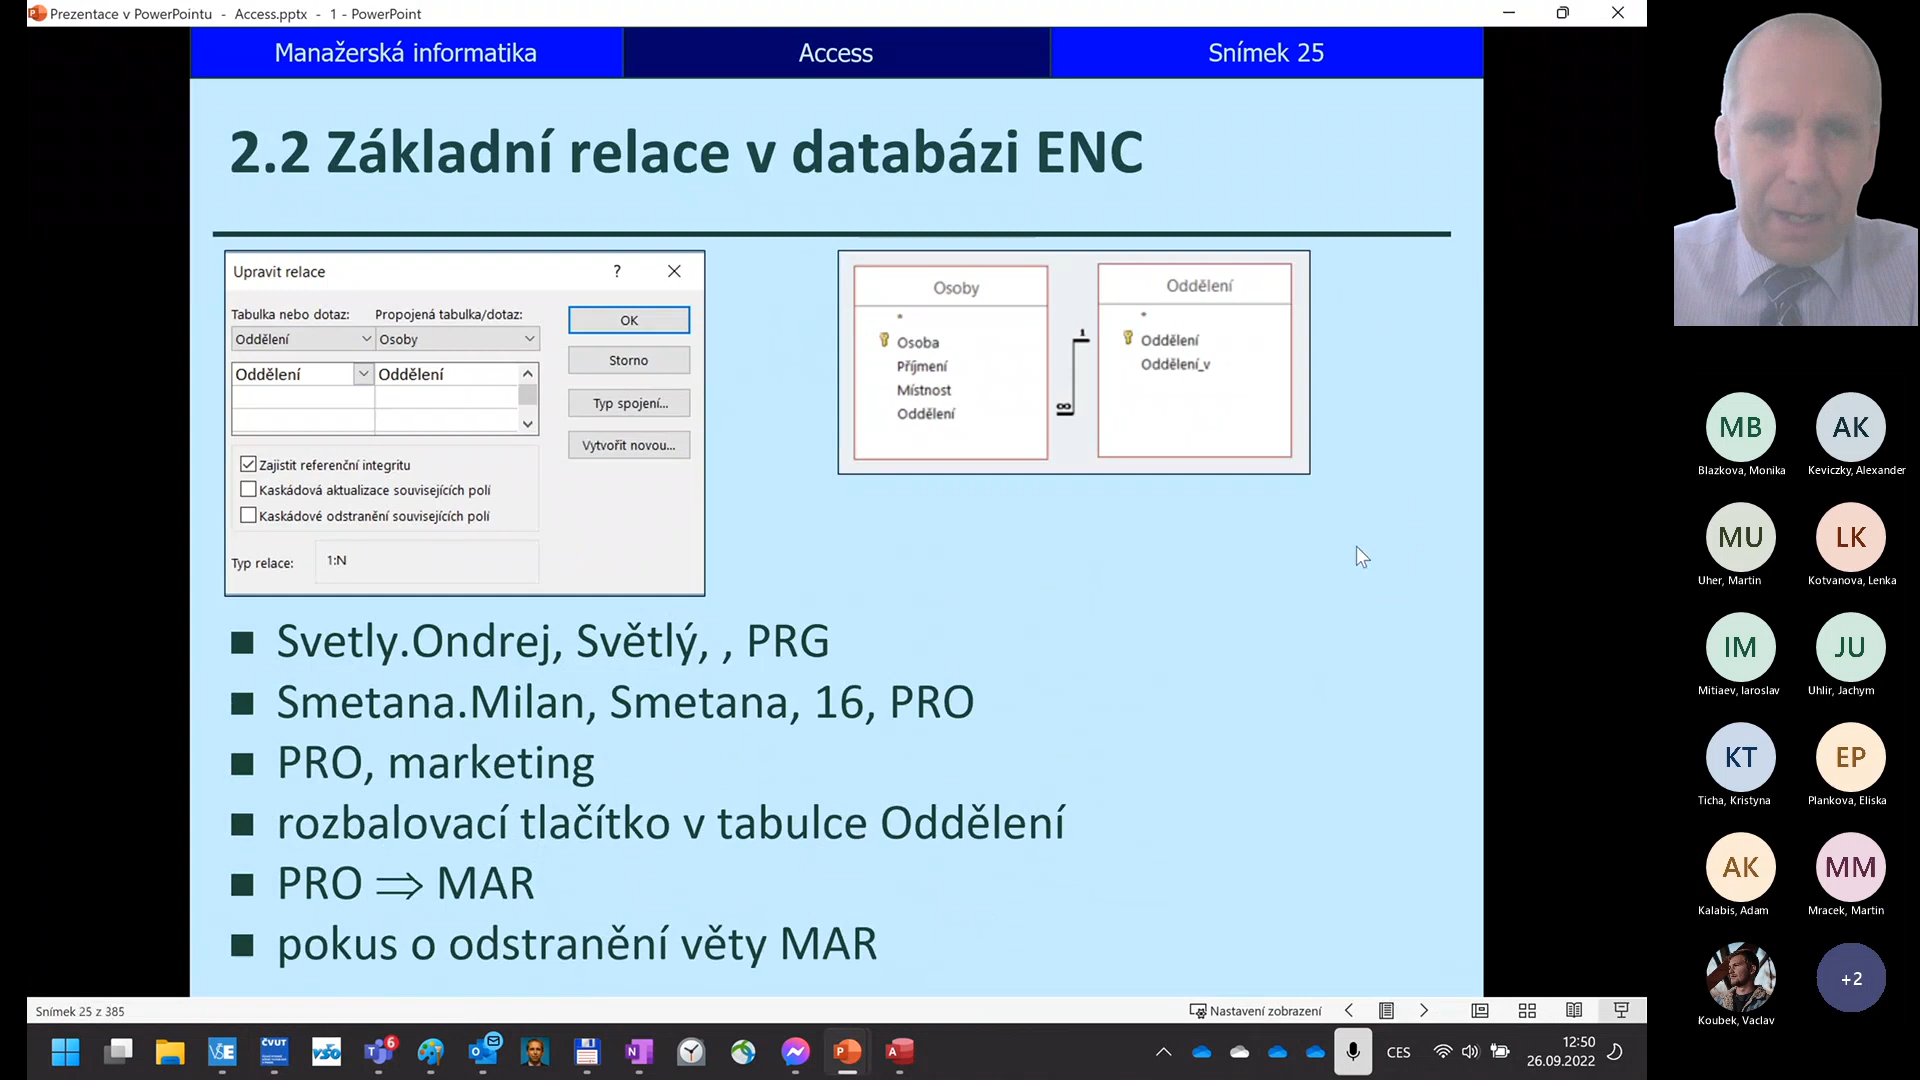 Prezentace v PowerPointu - Access.pptx - 1 - PowerPoint
Manažerská informatika
Access
Snímek 25
2.2 Základní relace v databázi ENC
Upravit relace
?
Tabulka nebo dotaz:
Propojená tabulka/dotaz:
Oddělení
Osoby
Oddělení
Oddělení
OK
Storno
Typ spojení...
Vytvořit novou...
Zajistit referenční integritu
Kaskádová aktualizace souvisejících polí
Kaskádové odstranění souvisejících polí
Typ relace:
1:N
Osoby
*
Osoba
Příjmení
Místnost
Oddělení
1
∞
Oddělení
*
Oddělení
Oddělení_v
■ Svetly.Ondrej, Světlý, , PRG
■ Smetana.Milan, Smetana, 16, PRO
■ PRO, marketing
■ rozbalovací tlačítko v tabulce Oddělení
■ PRO ⇒ MAR
■ pokus o odstranění věty MAR
MB
Blazkova, Monika
AK
Keviczky, Alexander
MU
Uher, Martin
LK
Kotvanova, Lenka
IM
Mitiaev, Iaroslav
JU
Uhlir, Jachym
KT
Ticha, Kristyna
EP
Plankova, Eliska
AK
Kalabis, Adam
MM
Mracek, Martin
Koubek, Vaclav
+2
Snímek 25 z 385
Nastavení zobrazení
VŠE
ČVUT
VŠO
6
CES
12:50
26.09.2022